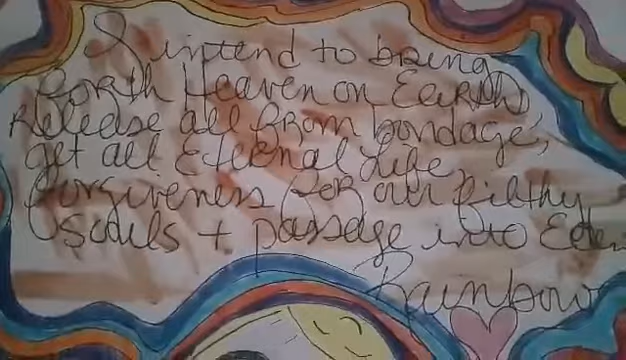 I intend to bring
forth Heaven on Earth
Release all from bondage,
get all Eternal Life,
forgiveness for our filthy
souls + passage into Eden
Rainbow